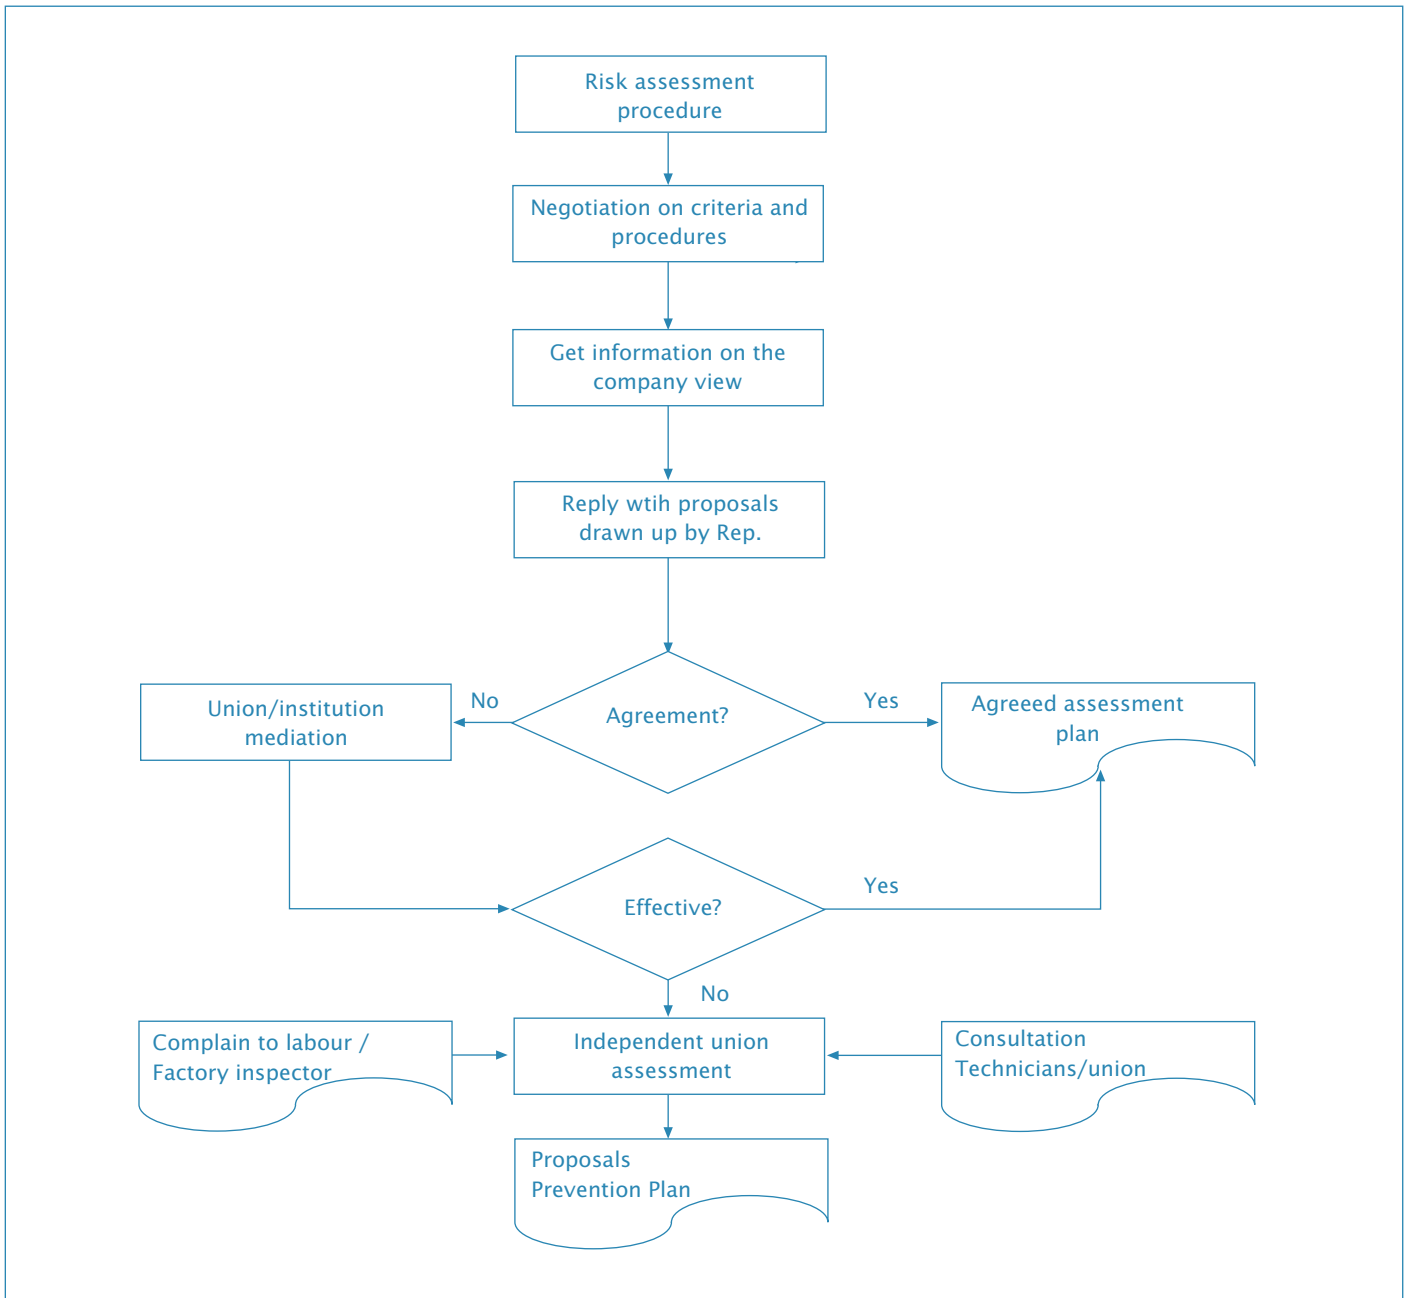 Risk assessment
procedure
Negotiation on criteria and
procedures
Get information on the
company view
Reply wtih proposals
drawn up by Rep.
Union/institution
mediation
No
Agreement?
Yes
Agreeed assessment
plan
Effective?
Yes
No
Complain to labour /
Factory inspector
Independent union
assessment
Consultation
Technicians/union
Proposals
Prevention Plan